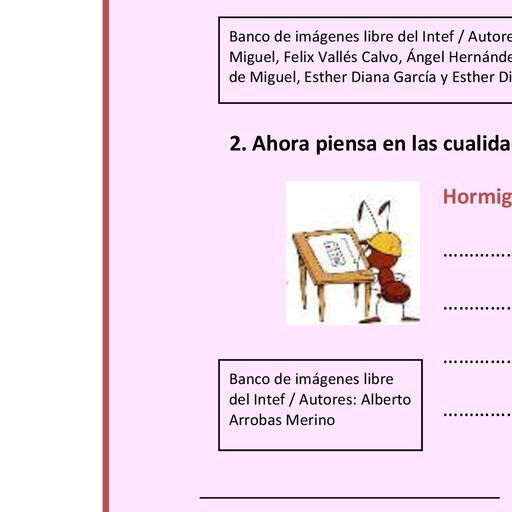 Banco de imágenes libre del Intef / Autore
Miguel, Felix Vallés Calvo, Ángel Hernánde
de Miguel, Esther Diana García y Esther Di
2. Ahora piensa en las cualida
Hormig
Banco de imágenes libre
del Intef / Autores: Alberto
Arrobas Merino